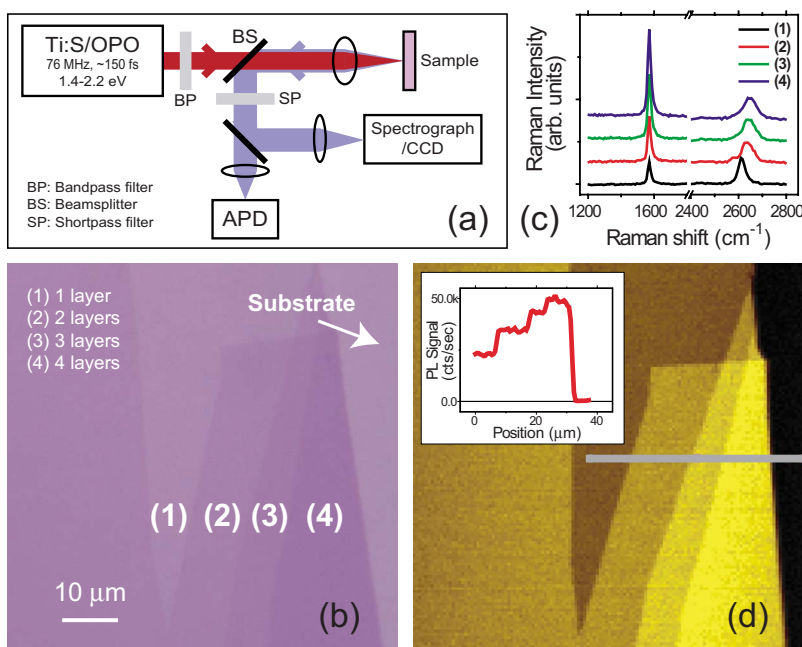 Ti:S/OPO
76 MHz, ~150 fs
1.4-2.2 eV
BP
BS
SP
Sample
Spectrograph
/CCD
APD
BP: Bandpass filter
BS: Beamsplitter
SP: Shortpass filter
(a)
Raman Intensity
(arb. units)
(1)
(2)
(3)
(4)
1200
1600
2400
2600
2800
Raman shift (cm⁻¹)
(c)
(1) 1 layer
(2) 2 layers
(3) 3 layers
(4) 4 layers
Substrate
(1) (2) (3) (4)
10 μm
(b)
PL Signal
(cts/sec)
50.0k
0.0
0 20 40
Position (μm)
(d)